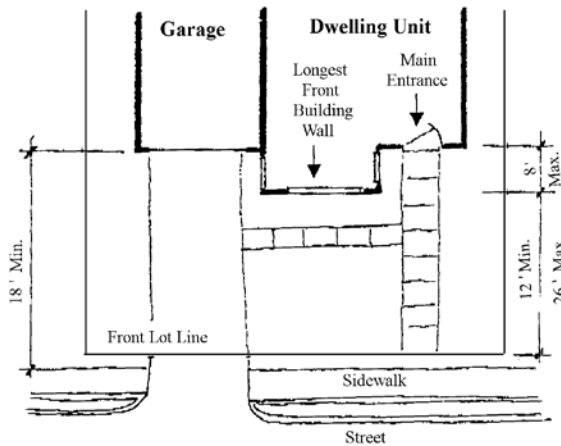 Garage
Dwelling Unit
Longest
Front
Building
Wall
Main
Entrance
8'
Max.
18' Min.
12' Min.
26' Max
Front Lot Line
Sidewalk
Street